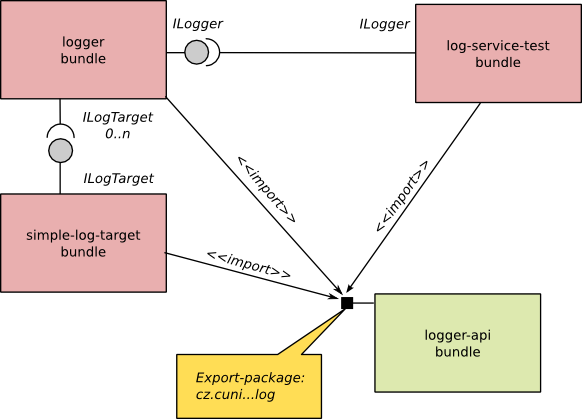 ILogger
ILogger
logger
bundle
log-service-test
bundle
ILogTarget
0..n
ILogTarget
<<import>>
<<import>>
simple-log-target
bundle
<<import>>
logger-api
bundle
Export-package:
cz.cuni...log